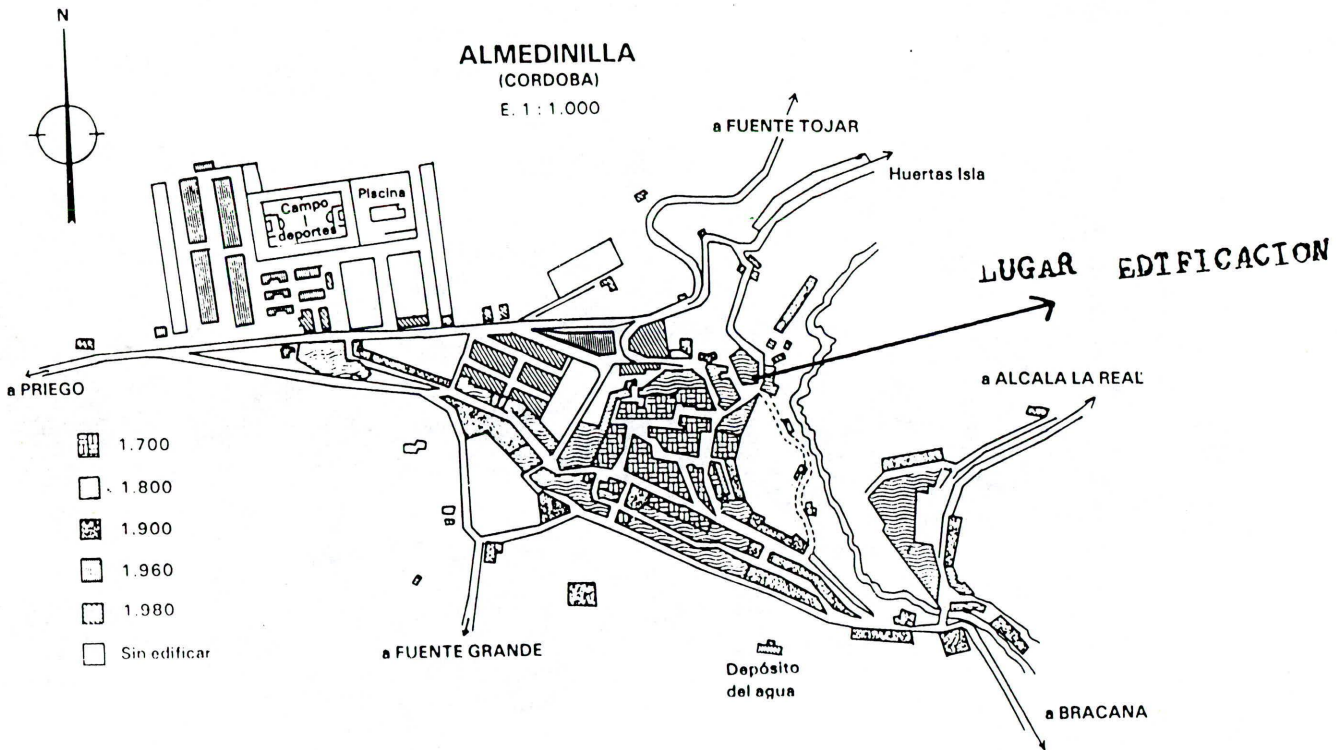 N
ALMEDINILLA
(CORDOBA)
E. 1 : 1.000
a FUENTE TOJAR
Huertas Isla
Piscina
Campo
deportes
LUGAR EDIFICACION
a PRIEGO
a ALCALA LA REAL
1.700
1.800
1.900
1.960
1.980
Sin edificar
a FUENTE GRANDE
Depósito
del agua
a BRACANA